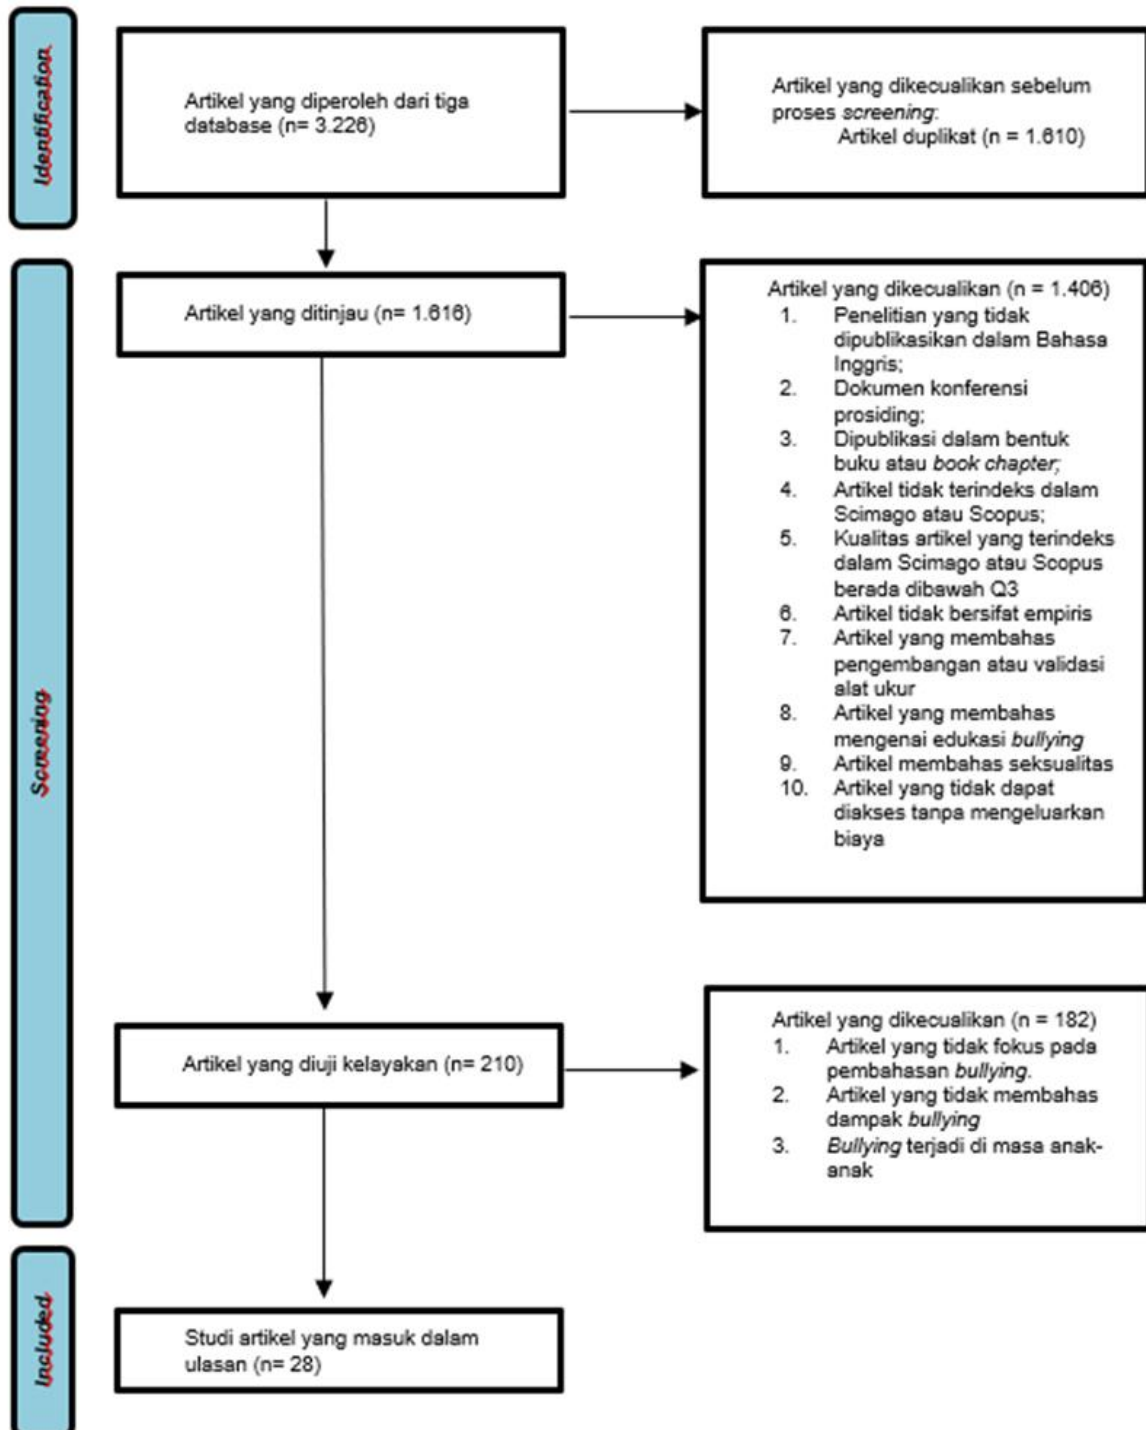 Identification
Artikel yang diperoleh dari tiga
database (n= 3.226)
Artikel yang dikecualikan sebelum
proses screening:
Artikel duplikat (n = 1.610)
Screening
Artikel yang ditinjau (n= 1.616)
Artikel yang dikecualikan (n = 1.406)
1. Penelitian yang tidak
dipublikasikan dalam Bahasa
Inggris;
2. Dokumen konferensi
prosiding;
3. Dipublikasi dalam bentuk
buku atau book chapter;
4. Artikel tidak terindeks dalam
Scimago atau Scopus;
5. Kualitas artikel yang terindeks
dalam Scimago atau Scopus
berada dibawah Q3
6. Artikel tidak bersifat empiris
7. Artikel yang membahas
pengembangan atau validasi
alat ukur
8. Artikel yang membahas
mengenai edukasi bullying
9. Artikel membahas seksualitas
10. Artikel yang tidak dapat
diakses tanpa mengeluarkan
biaya
Artikel yang diuji kelayakan (n= 210)
Artikel yang dikecualikan (n = 182)
1. Artikel yang tidak fokus pada
pembahasan bullying.
2. Artikel yang tidak membahas
dampak bullying
3. Bullying terjadi di masa anak-
anak
Included
Studi artikel yang masuk dalam
ulasan (n= 28)